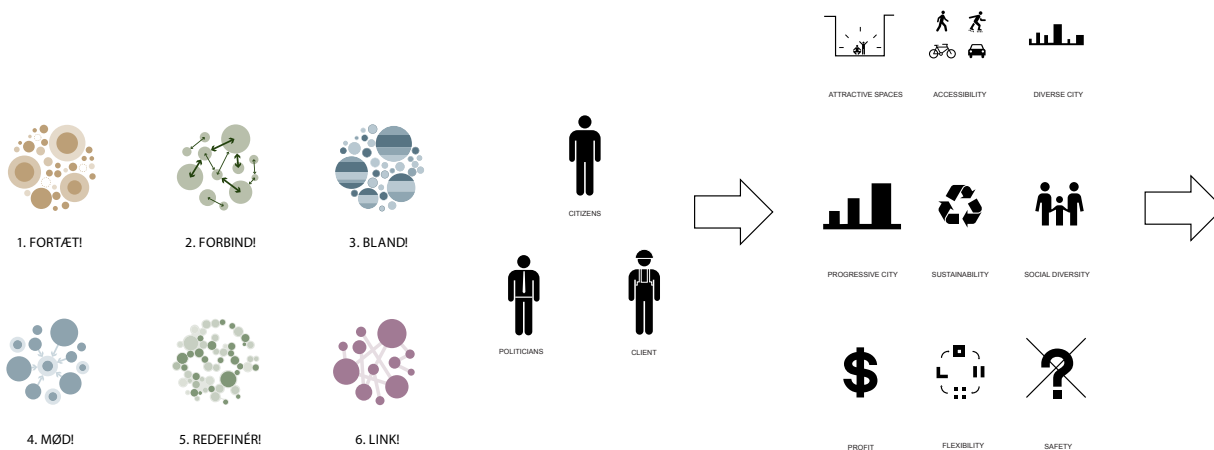 1. FORTÆT!
2. FORBIND!
3. BLAND!
4. MØD!
5. REDEFINÉR!
6. LINK!
CITIZENS
POLITICIANS
CLIENT
ATTRACTIVE SPACES
ACCESSIBILITY
DIVERSE CITY
PROGRESSIVE CITY
SUSTAINABILITY
SOCIAL DIVERSITY
$
?
PROFIT
FLEXIBILITY
SAFETY